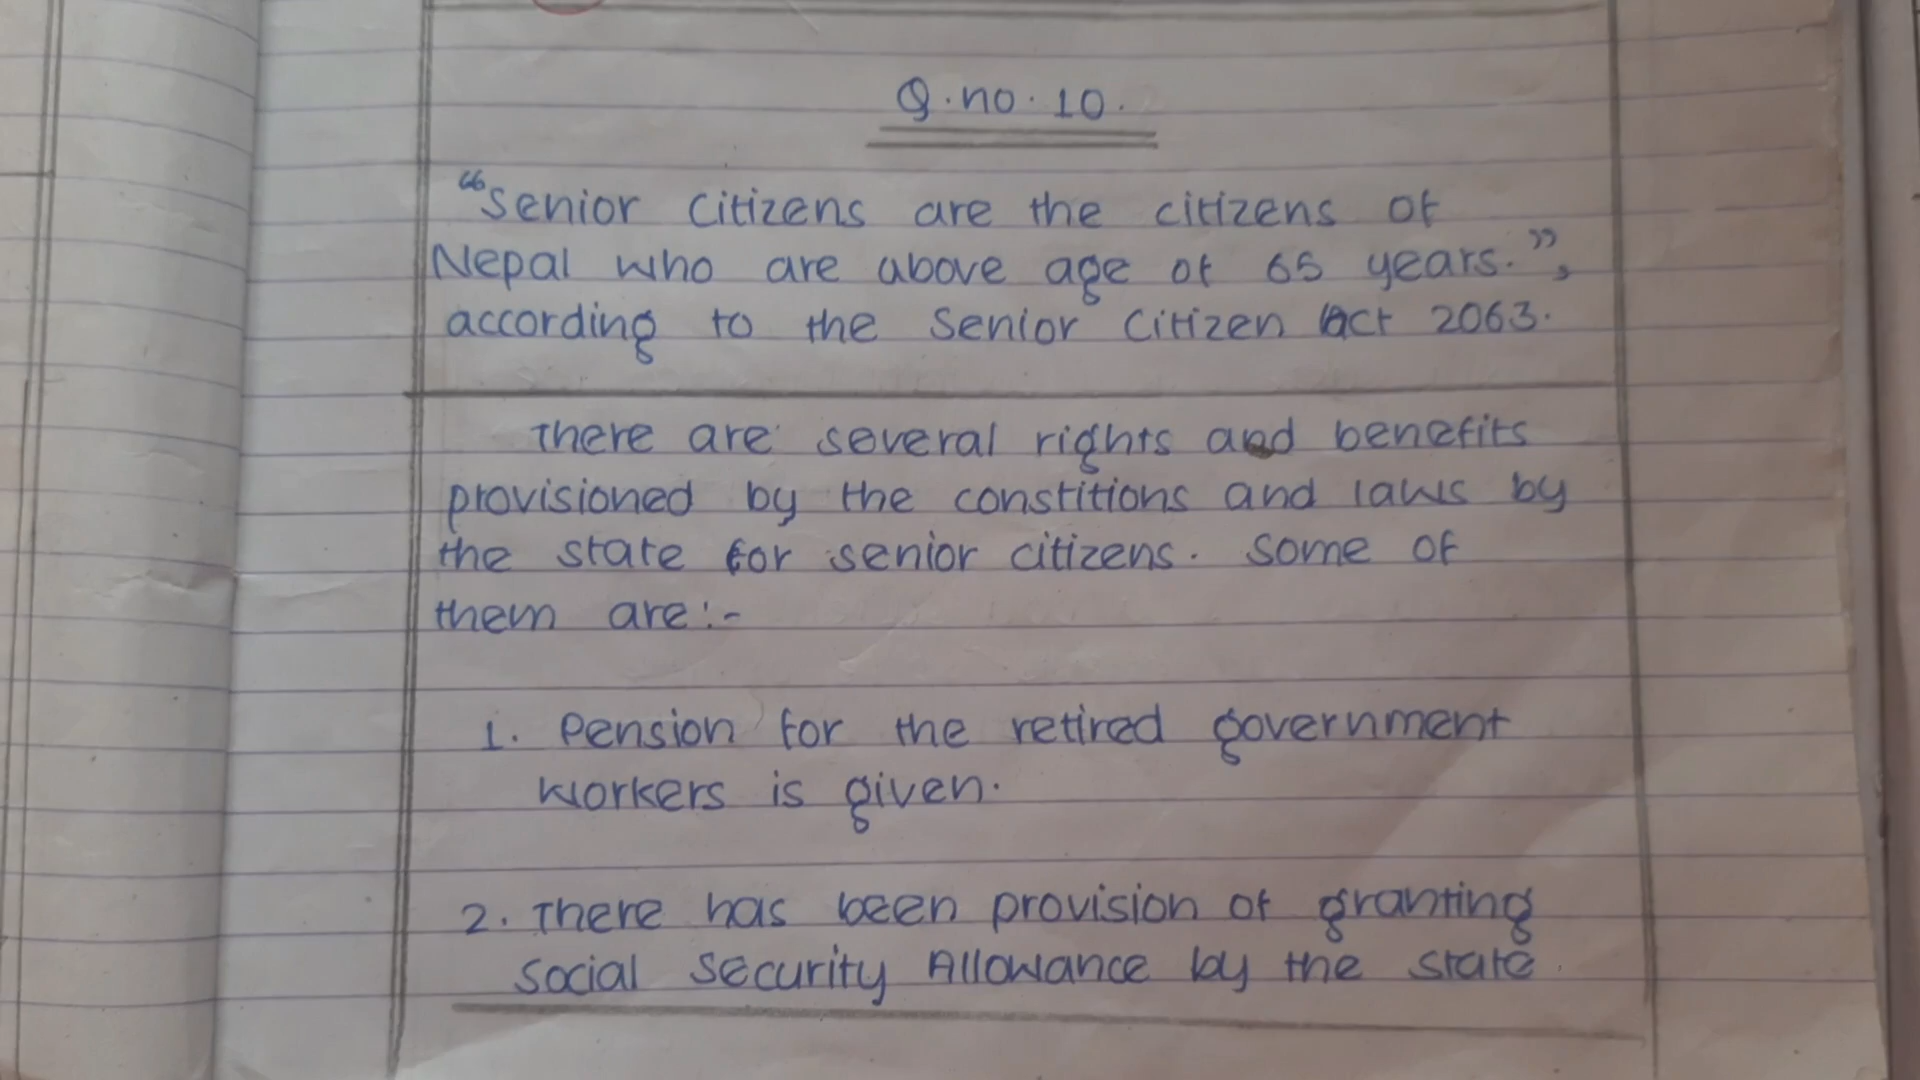 Q.no.10.
"Senior citizens are the citizens of
Nepal who are above age of 65 years.",
according to the Senior Citizen Act 2063.
There are several rights and benefits
provisioned by the constitions and laws by
the state for senior citizens. Some of
them are:-
1. Pension for the retired government
workers is given.
2. There has been provision of granting
Social Security Allowance by the state.